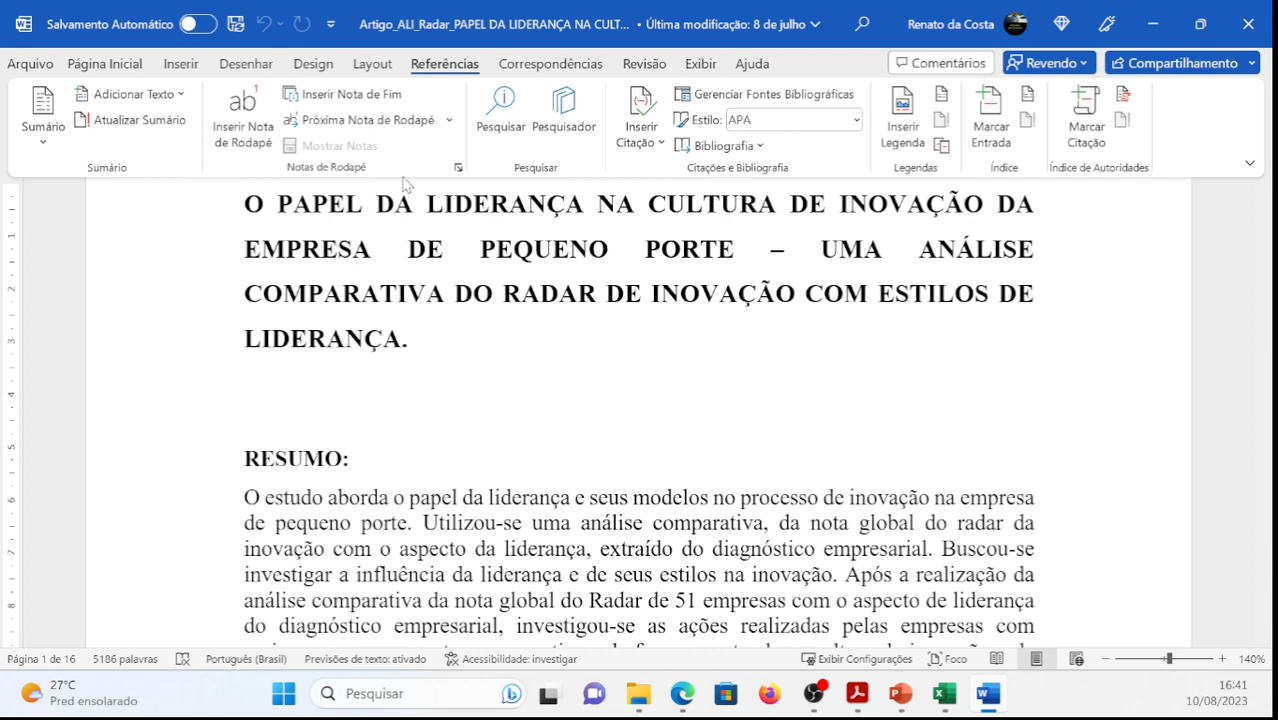 Salvamento Automático
Artigo_ALI_Radar_PAPEL DA LIDERANÇA NA CULT... • Última modificação: 8 de julho
Renato da Costa
Arquivo Página Inicial Inserir Desenhar Design Layout Referências Correspondências Revisão Exibir Ajuda
Comentários Revendo Compartilhamento
Sumário
Adicionar Texto
Atualizar Sumário
Sumário
ab
Inserir Nota de Rodapé
Inserir Nota de Fim
Próxima Nota de Rodapé
Mostrar Notas
Notas de Rodapé
Pesquisar
Pesquisador
Pesquisar
Inserir Citação
Gerenciar Fontes Bibliográficas
Estilo: APA
Bibliografia
Citações e Bibliografia
Inserir Legenda
Legendas
Marcar Entrada
Índice
Marcar Citação
Índice de Autoridades
O PAPEL DA LIDERANÇA NA CULTURA DE INOVAÇÃO DA
EMPRESA DE PEQUENO PORTE – UMA ANÁLISE
COMPARATIVA DO RADAR DE INOVAÇÃO COM ESTILOS DE
LIDERANÇA.
RESUMO:
O estudo aborda o papel da liderança e seus modelos no processo de inovação na empresa
de pequeno porte. Utilizou-se uma análise comparativa, da nota global do radar da
inovação com o aspecto da liderança, extraído do diagnóstico empresarial. Buscou-se
investigar a influência da liderança e de seus estilos na inovação. Após a realização da
análise comparativa da nota global do Radar de 51 empresas com o aspecto de liderança
do diagnóstico empresarial, investigou-se as ações realizadas pelas empresas com
Página 1 de 16 5186 palavras Português (Brasil) Previsões de texto: ativado Acessibilidade: investigar Exibir Configurações Foco 140%
27°C
Pred ensolarado
Pesquisar
16:41
10/08/2023